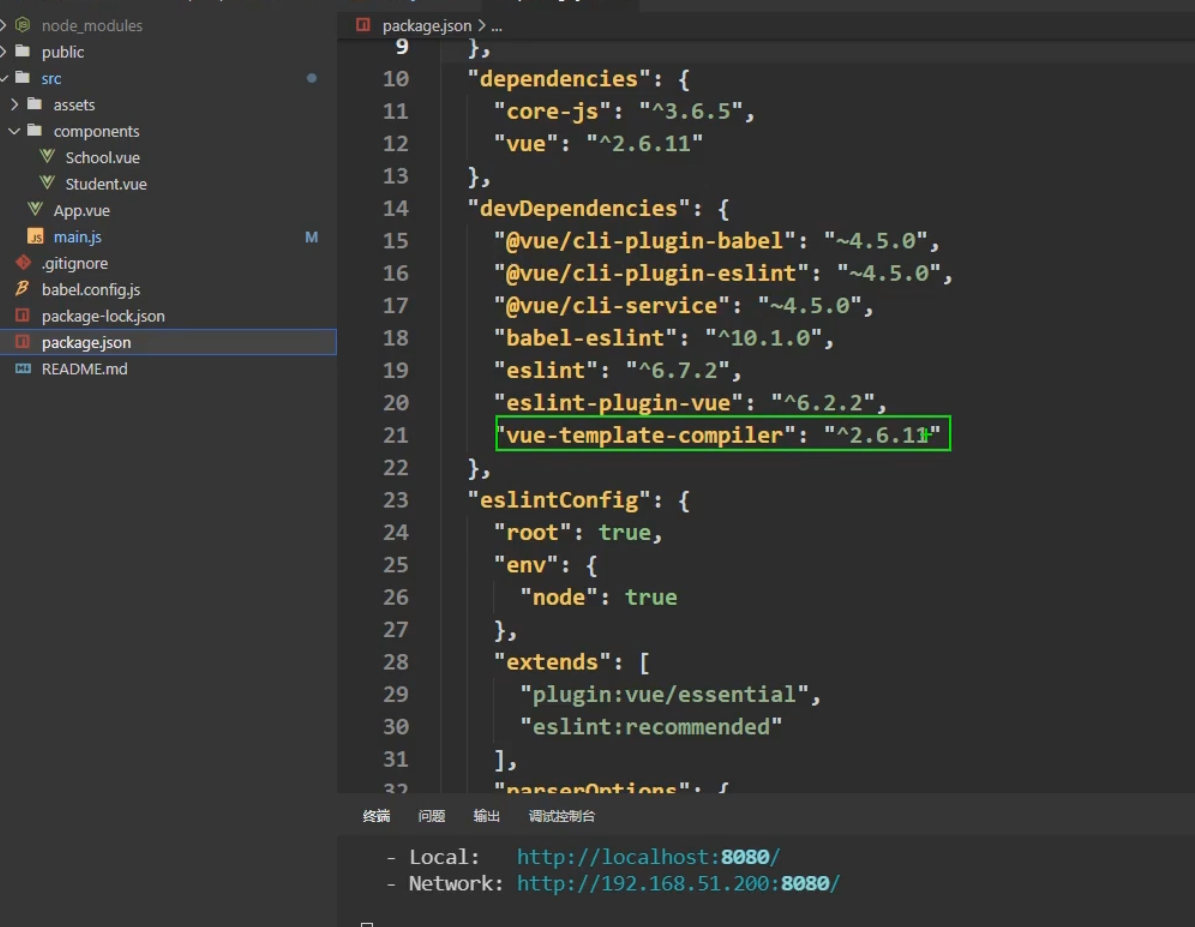 node_modules
public
src
assets
components
School.vue
Student.vue
App.vue
main.js M
.gitignore
babel.config.js
package-lock.json
package.json
README.md
package.json > ...
9 },
10 "dependencies": {
11 "core-js": "^3.6.5",
12 "vue": "^2.6.11"
13 },
14 "devDependencies": {
15 "@vue/cli-plugin-babel": "~4.5.0",
16 "@vue/cli-plugin-eslint": "~4.5.0",
17 "@vue/cli-service": "~4.5.0",
18 "babel-eslint": "^10.1.0",
19 "eslint": "^6.7.2",
20 "eslint-plugin-vue": "^6.2.2",
21 "vue-template-compiler": "^2.6.11"
22 },
23 "eslintConfig": {
24 "root": true,
25 "env": {
26 "node": true
27 },
28 "extends": [
29 "plugin:vue/essential",
30 "eslint:recommended"
31 ],
32 "parserOptions": {
终端 问题 输出 调试控制台
- Local: http://localhost:8080/
- Network: http://192.168.51.200:8080/